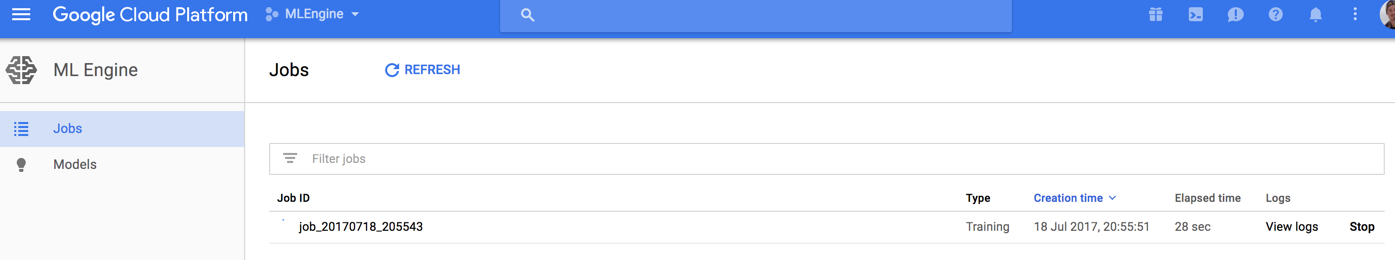 Google Cloud Platform MLEngine
ML Engine
Jobs REFRESH
Jobs
Models
Filter jobs
Job ID Type Creation time Elapsed time Logs
job_20170718_205543 Training 18 Jul 2017, 20:55:51 28 sec View logs Stop